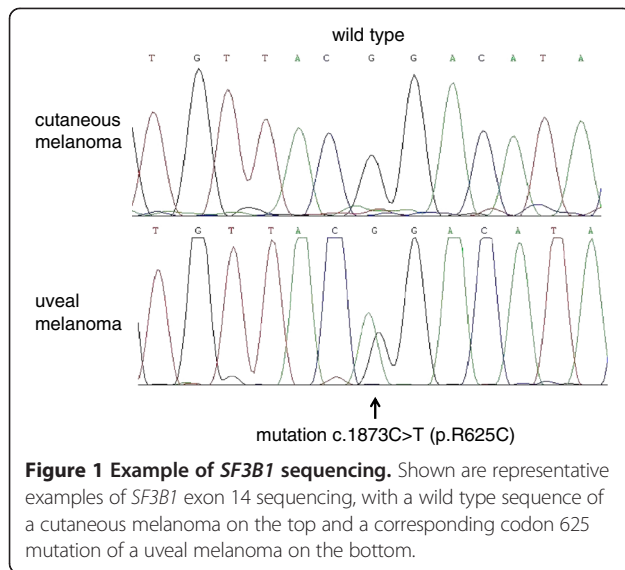 wild type
T G T T A C G G A C A T A
cutaneous
melanoma
T G T T A C G G A C A T A
uveal
melanoma
mutation c.1873C>T (p.R625C)
Figure 1 Example of SF3B1 sequencing. Shown are representative
examples of SF3B1 exon 14 sequencing, with a wild type sequence of
a cutaneous melanoma on the top and a corresponding codon 625
mutation of a uveal melanoma on the bottom.